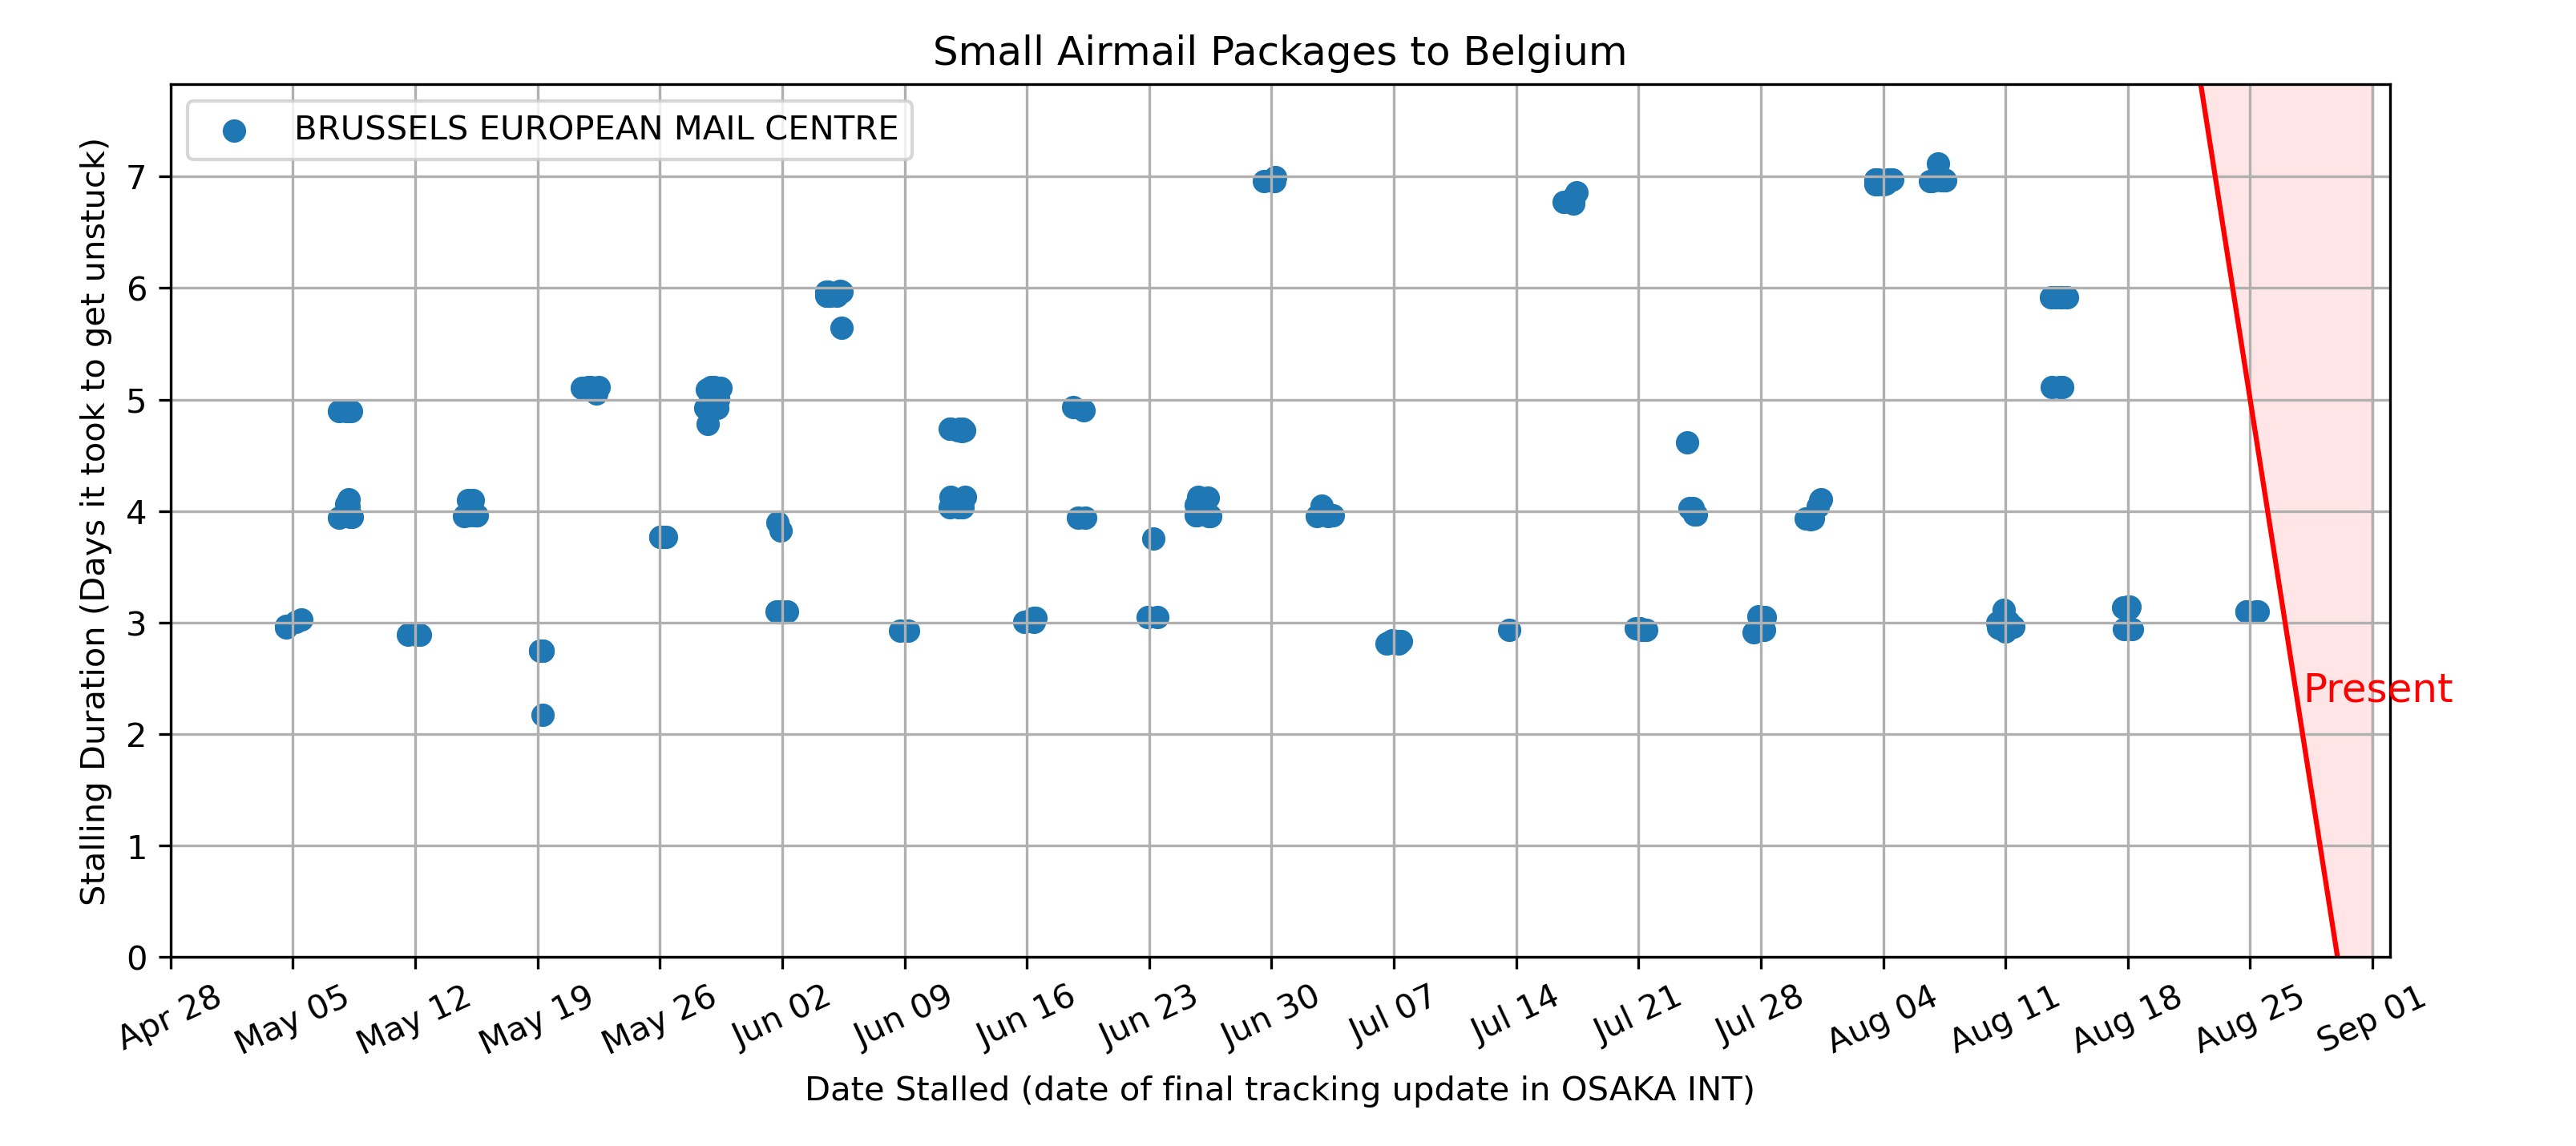 Small Airmail Packages to Belgium
BRUSSELS EUROPEAN MAIL CENTRE
Stalling Duration (Days it took to get unstuck)
7
6
5
4
3
2
1
0
Present
Apr 28
May 05
May 12
May 19
May 26
Jun 02
Jun 09
Jun 16
Jun 23
Jun 30
Jul 07
Jul 14
Jul 21
Jul 28
Aug 04
Aug 11
Aug 18
Aug 25
Sep 01
Date Stalled (date of final tracking update in OSAKA INT)